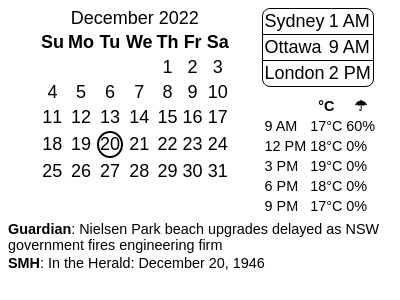 December 2022
Su Mo Tu We Th Fr Sa
1 2 3
4 5 6 7 8 9 10
11 12 13 14 15 16 17
18 19 20 21 22 23 24
25 26 27 28 29 30 31
Sydney 1 AM
Ottawa 9 AM
London 2 PM
°C ☂
9 AM 17°C 60%
12 PM 18°C 0%
3 PM 19°C 0%
6 PM 18°C 0%
9 PM 17°C 0%
Guardian: Nielsen Park beach upgrades delayed as NSW
government fires engineering firm
SMH: In the Herald: December 20, 1946